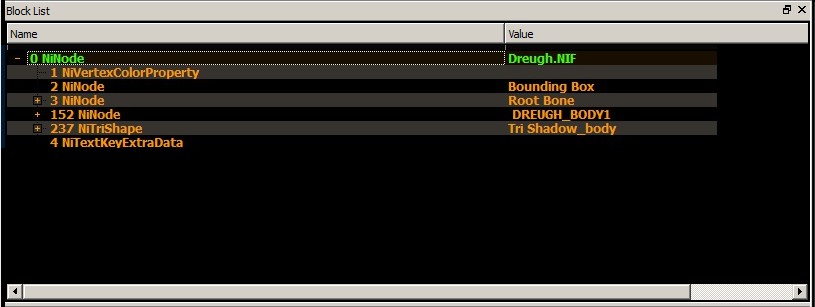 Block List
Name Value
0 NiNode Dreugh.NIF
1 NiVertexColorProperty
2 NiNode Bounding Box
3 NiNode Root Bone
152 NiNode DREUGH_BODY1
237 NiTriShape Tri Shadow_body
4 NiTextKeyExtraData